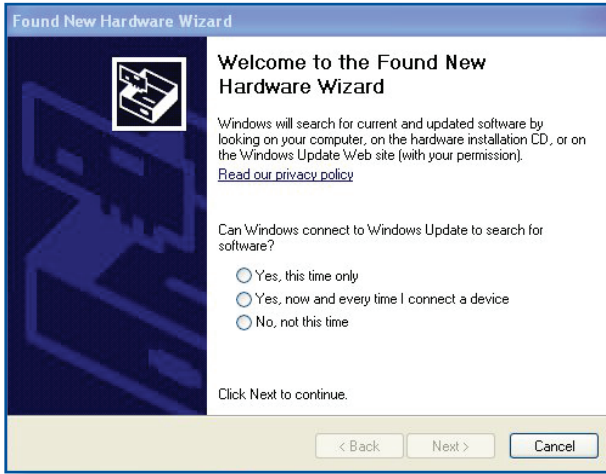 Found New Hardware Wizard
Welcome to the Found New
Hardware Wizard
Windows will search for current and updated software by
looking on your computer, on the hardware installation CD, or on
the Windows Update Web site (with your permission).
Read our privacy policy
Can Windows connect to Windows Update to search for
software?
Yes, this time only
Yes, now and every time I connect a device
No, not this time
Click Next to continue.
< Back Next > Cancel